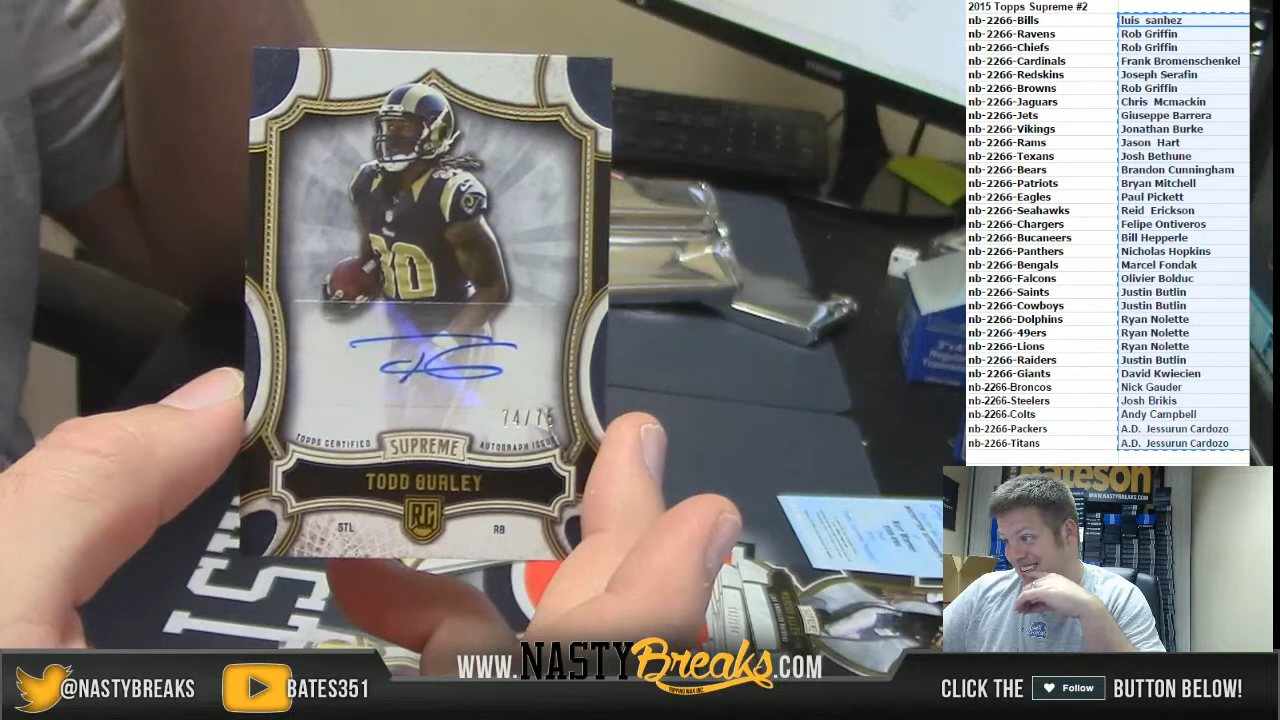 2015 Topps Supreme #2
nb-2266-Bills luis sanhez
nb-2266-Ravens Rob Griffin
nb-2266-Chiefs Rob Griffin
nb-2266-Cardinals Frank Bromenschenkel
nb-2266-Redskins Joseph Serafin
nb-2266-Browns Rob Griffin
nb-2266-Jaguars Chris Mcmackin
nb-2266-Jets Giuseppe Barrera
nb-2266-Vikings Jonathan Burke
nb-2266-Rams Jason Hart
nb-2266-Texans Josh Bethune
nb-2266-Bears Brandon Cunningham
nb-2266-Patriots Bryan Mitchell
nb-2266-Eagles Paul Pickett
nb-2266-Seahawks Reid Erickson
nb-2266-Chargers Felipe Ontiveros
nb-2266-Bucaneers Bill Hepperle
nb-2266-Panthers Nicholas Hopkins
nb-2266-Bengals Marcel Fondak
nb-2266-Falcons Olivier Bolduc
nb-2266-Saints Justin Butlin
nb-2266-Cowboys Justin Butlin
nb-2266-Dolphins Ryan Nolette
nb-2266-49ers Ryan Nolette
nb-2266-Lions Ryan Nolette
nb-2266-Raiders Justin Butlin
nb-2266-Giants David Kwiecien
nb-2266-Broncos Nick Gauder
nb-2266-Steelers Josh Brikis
nb-2266-Colts Andy Campbell
nb-2266-Packers A.D. Jessurun Cardozo
nb-2266-Titans A.D. Jessurun Cardozo
30
74/75
TOPPS CERTIFIED SUPREME AUTOGRAPH ISSUE
TODD GURLEY
RC
STL RB
Bateson
WWW.NASTYBREAKS.COM
@NASTYBREAKS
BATES351
WWW.NASTYBreaks.COM
RIPPING WAX INC.
CLICK THE Follow BUTTON BELOW!